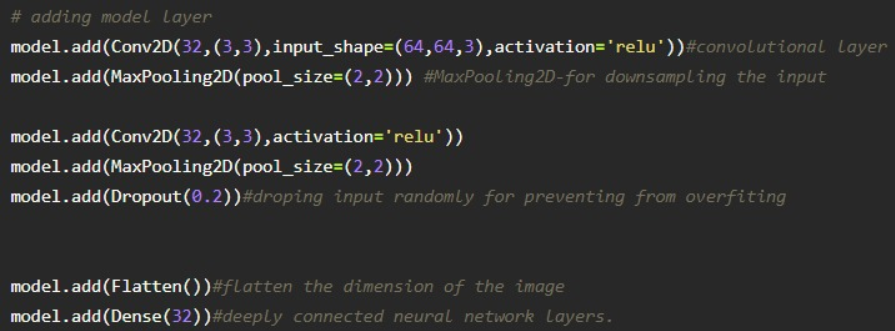 # adding model layer
model.add(Conv2D(32,(3,3),input_shape=(64,64,3),activation='relu'))#convolutional layer
model.add(MaxPooling2D(pool_size=(2,2))) #MaxPooling2D-for downsampling the input
model.add(Conv2D(32,(3,3),activation='relu'))
model.add(MaxPooling2D(pool_size=(2,2)))
model.add(Dropout(0.2))#droping input randomly for preventing from overfiting
model.add(Flatten())#flatten the dimension of the image
model.add(Dense(32))#deeply connected neural network layers.